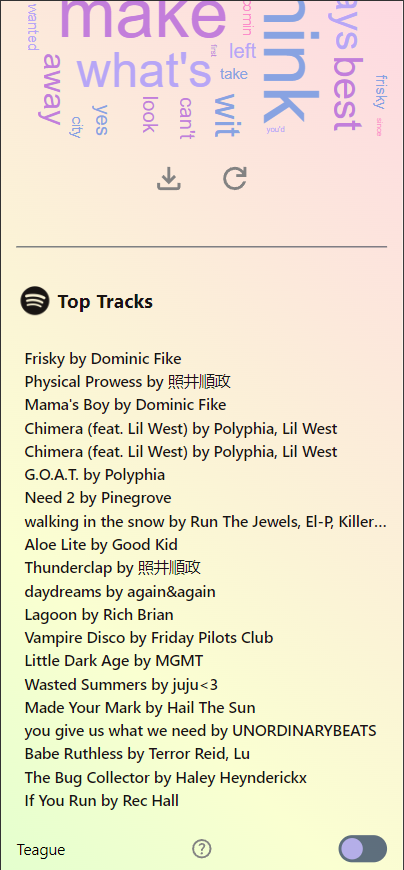 wanted
make
comin
think
ays
what's
first
left
take
away
best
frisky
city
yes
look
can't
wit
you'd
since
Top Tracks
Frisky by Dominic Fike
Physical Prowess by 照井順政
Mama's Boy by Dominic Fike
Chimera (feat. Lil West) by Polyphia, Lil West
Chimera (feat. Lil West) by Polyphia, Lil West
G.O.A.T. by Polyphia
Need 2 by Pinegrove
walking in the snow by Run The Jewels, El-P, Killer...
Aloe Lite by Good Kid
Thunderclap by 照井順政
daydreams by again&again
Lagoon by Rich Brian
Vampire Disco by Friday Pilots Club
Little Dark Age by MGMT
Wasted Summers by juju<3
Made Your Mark by Hail The Sun
you give us what we need by UNORDINARYBEATS
Babe Ruthless by Terror Reid, Lu
The Bug Collector by Haley Heynderickx
If You Run by Rec Hall
Teague